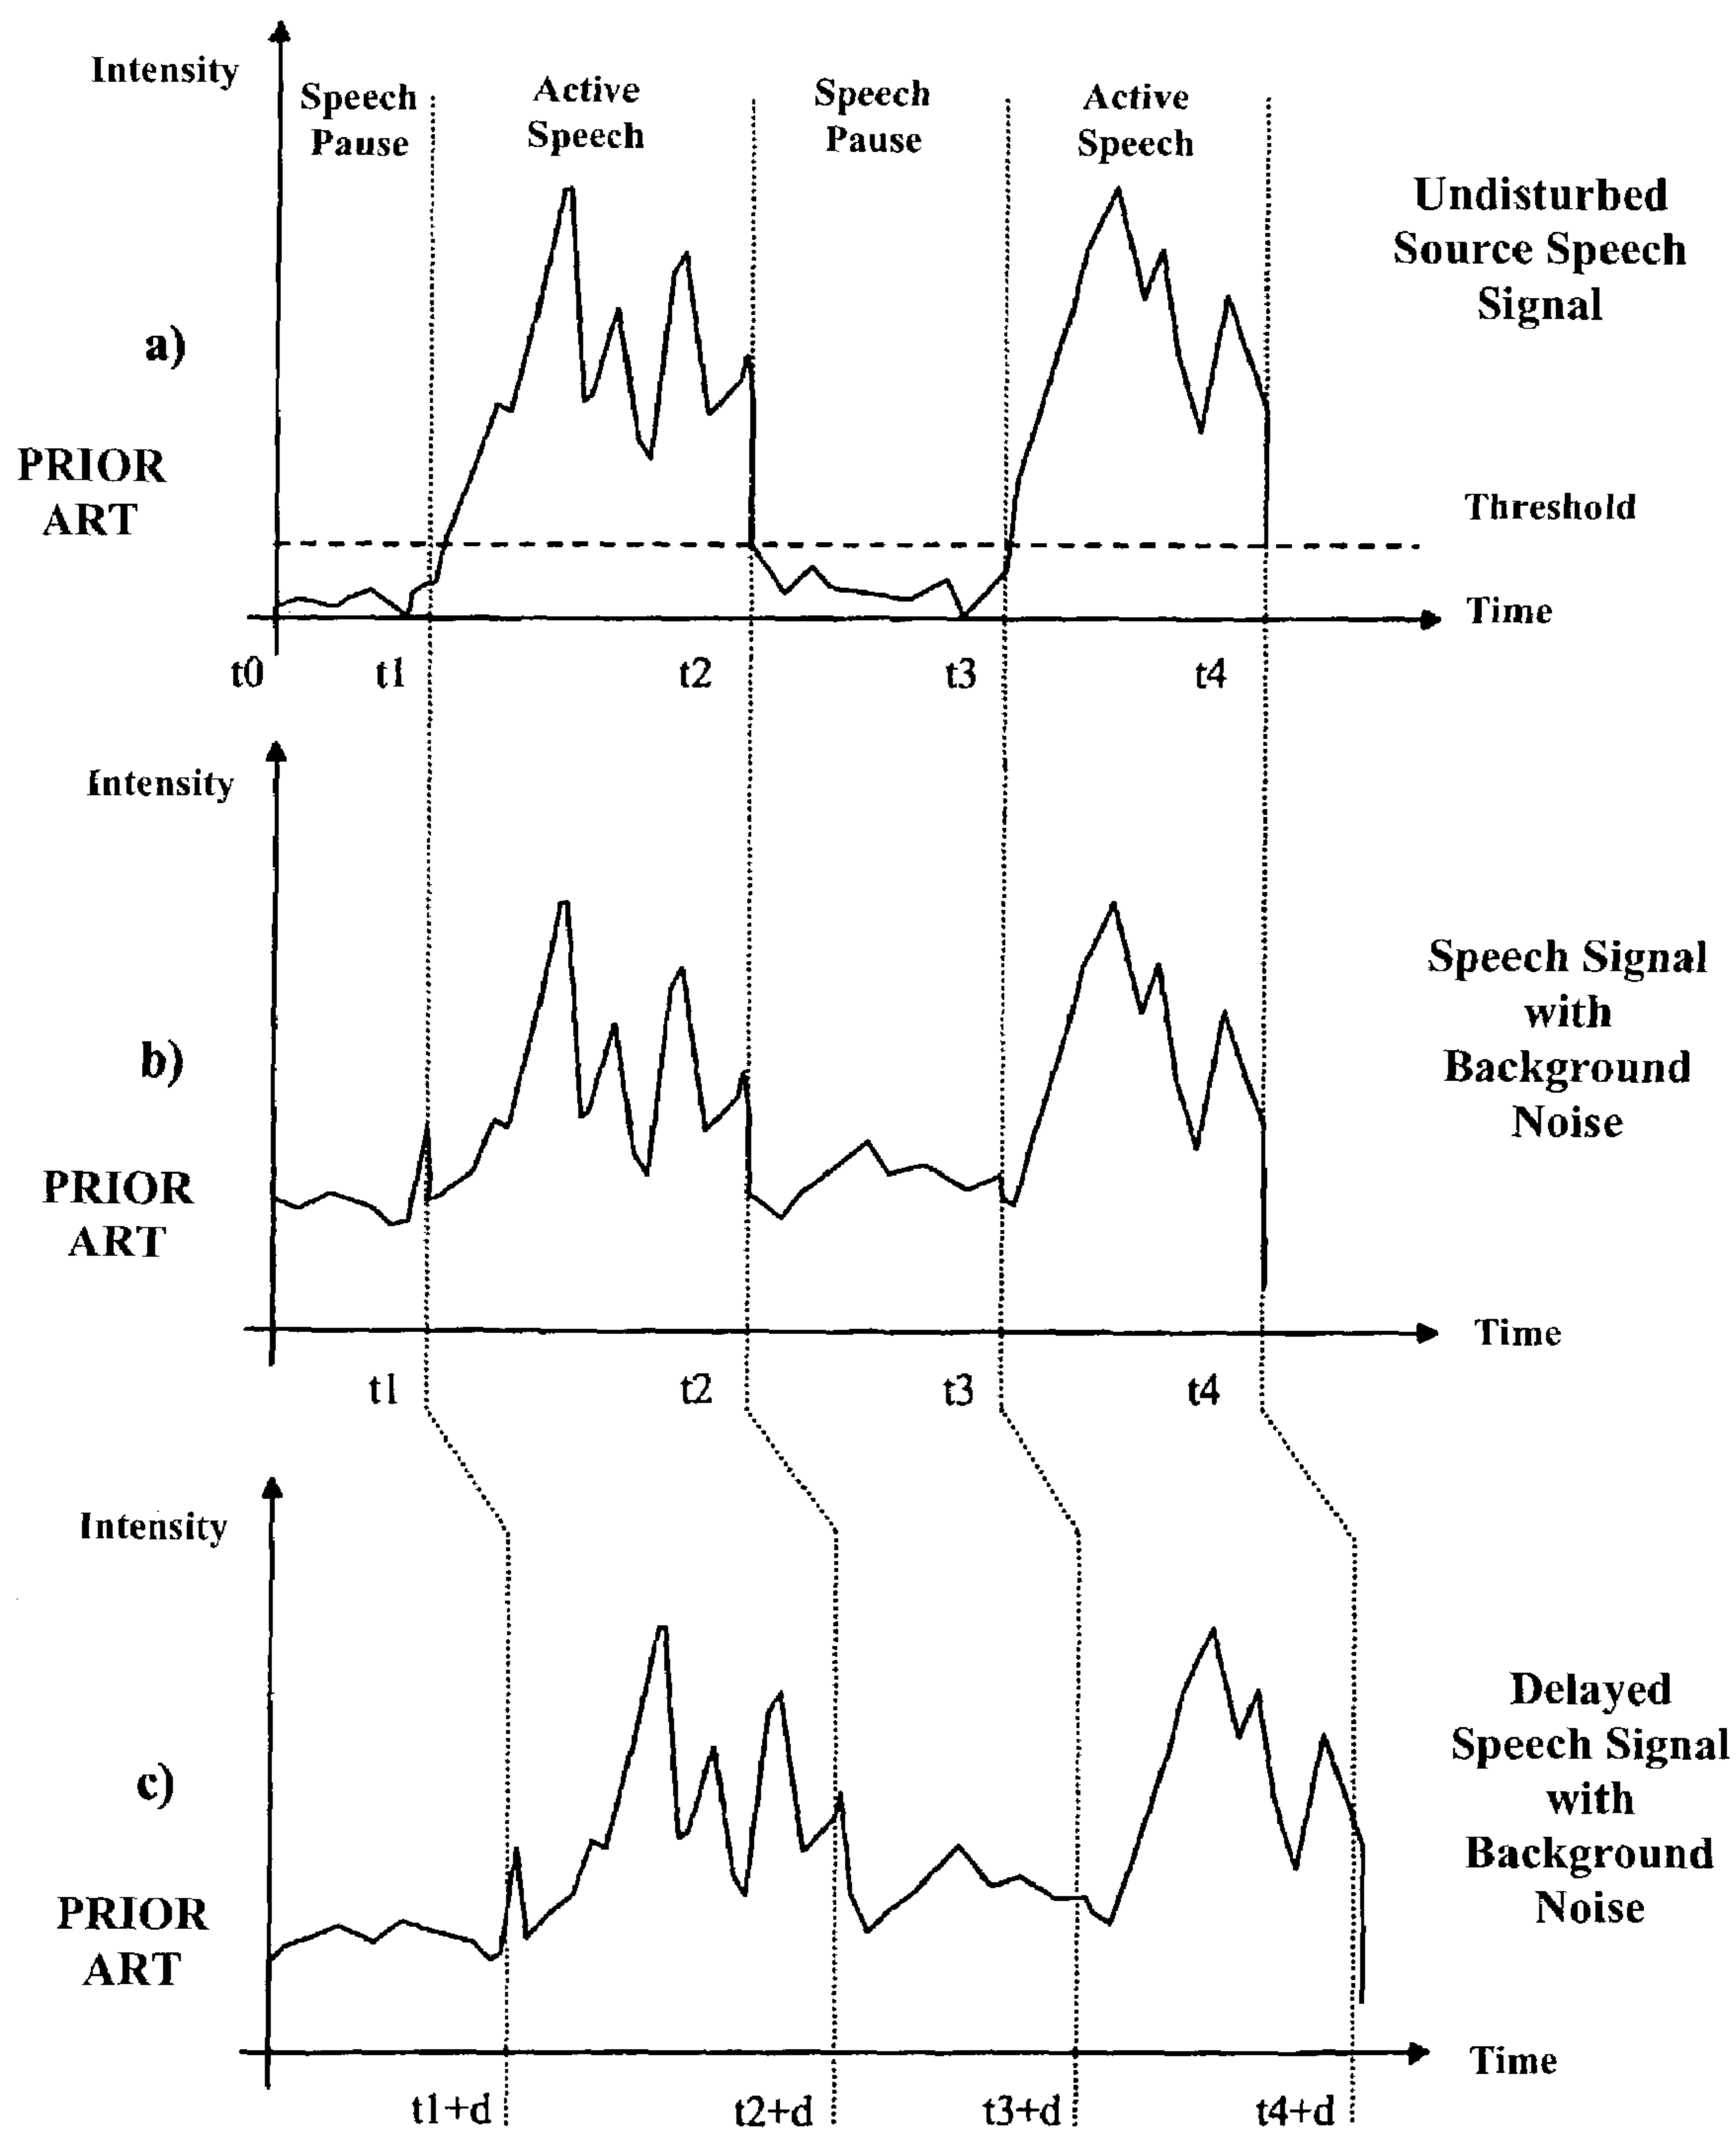 Intensity
Speech
Pause
Active
Speech
Speech
Pause
Active
Speech
Undisturbed
Source Speech
Signal
a)
PRIOR
ART
Threshold
Time
t0
t1
t2
t3
t4
Intensity
Speech Signal
with
Background
Noise
b)
PRIOR
ART
Time
t1
t2
t3
t4
Intensity
Delayed
Speech Signal
with
Background
Noise
c)
PRIOR
ART
Time
t1+d
t2+d
t3+d
t4+d